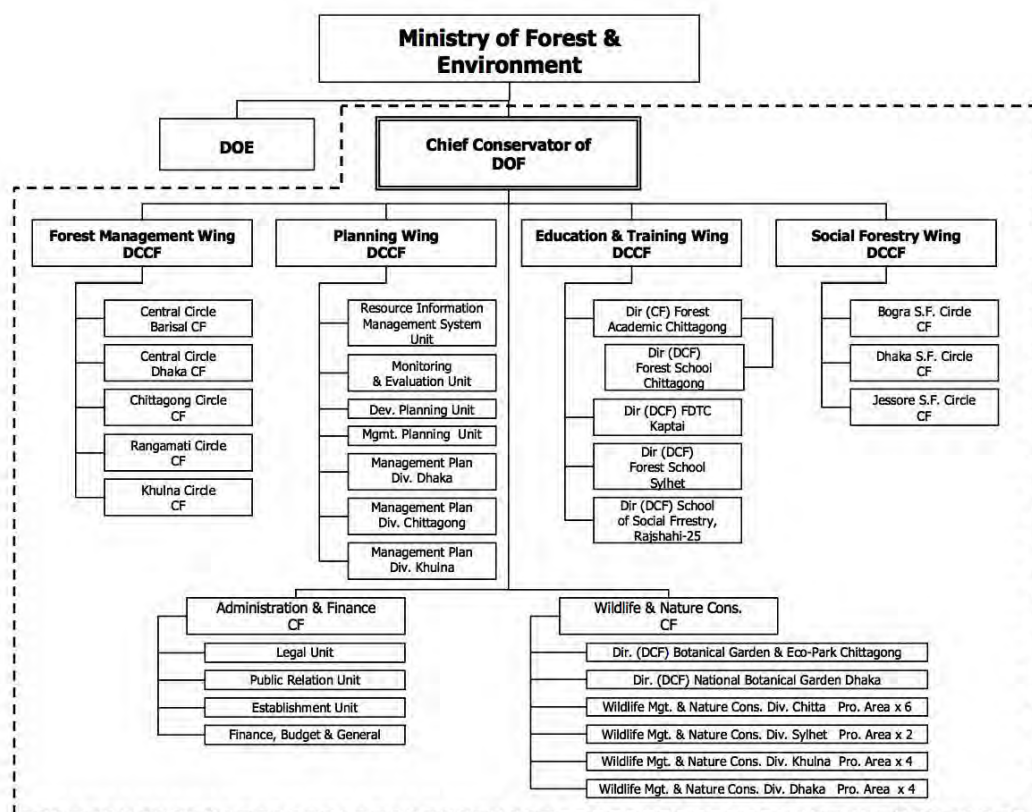 Ministry of Forest &
Environment
DOE
Chief Conservator of
DOF
Forest Management Wing
DCCF
Central Circle
Barisal CF
Central Circle
Dhaka CF
Chittagong Circle
CF
Rangamati Circle
CF
Khulna Circle
CF
Planning Wing
DCCF
Resource Information
Management System
Unit
Monitoring
& Evaluation Unit
Dev. Planning Unit
Mgmt. Planning Unit
Management Plan
Div. Dhaka
Management Plan
Div. Chittagong
Management Plan
Div. Khulna
Education & Training Wing
DCCF
Dir (CF) Forest
Academic Chittagong
Dir (DCF)
Forest School
Chittagong
Dir (DCF) FDTC
Kaptai
Dir (DCF)
Forest School
Sylhet
Dir (DCF) School
of Social Frrestry,
Rajshahi-25
Social Forestry Wing
DCCF
Bogra S.F. Circle
CF
Dhaka S.F. Circle
CF
Jessore S.F. Circle
CF
Administration & Finance
CF
Legal Unit
Public Relation Unit
Establishment Unit
Finance, Budget & General
Wildlife & Nature Cons.
CF
Dir. (DCF) Botanical Garden & Eco-Park Chittagong
Dir. (DCF) National Botanical Garden Dhaka
Wildlife Mgt. & Nature Cons. Div. Chitta Pro. Area x 6
Wildlife Mgt. & Nature Cons. Div. Sylhet Pro. Area x 2
Wildlife Mgt. & Nature Cons. Div. Khulna Pro. Area x 4
Wildlife Mgt. & Nature Cons. Div. Dhaka Pro. Area x 4